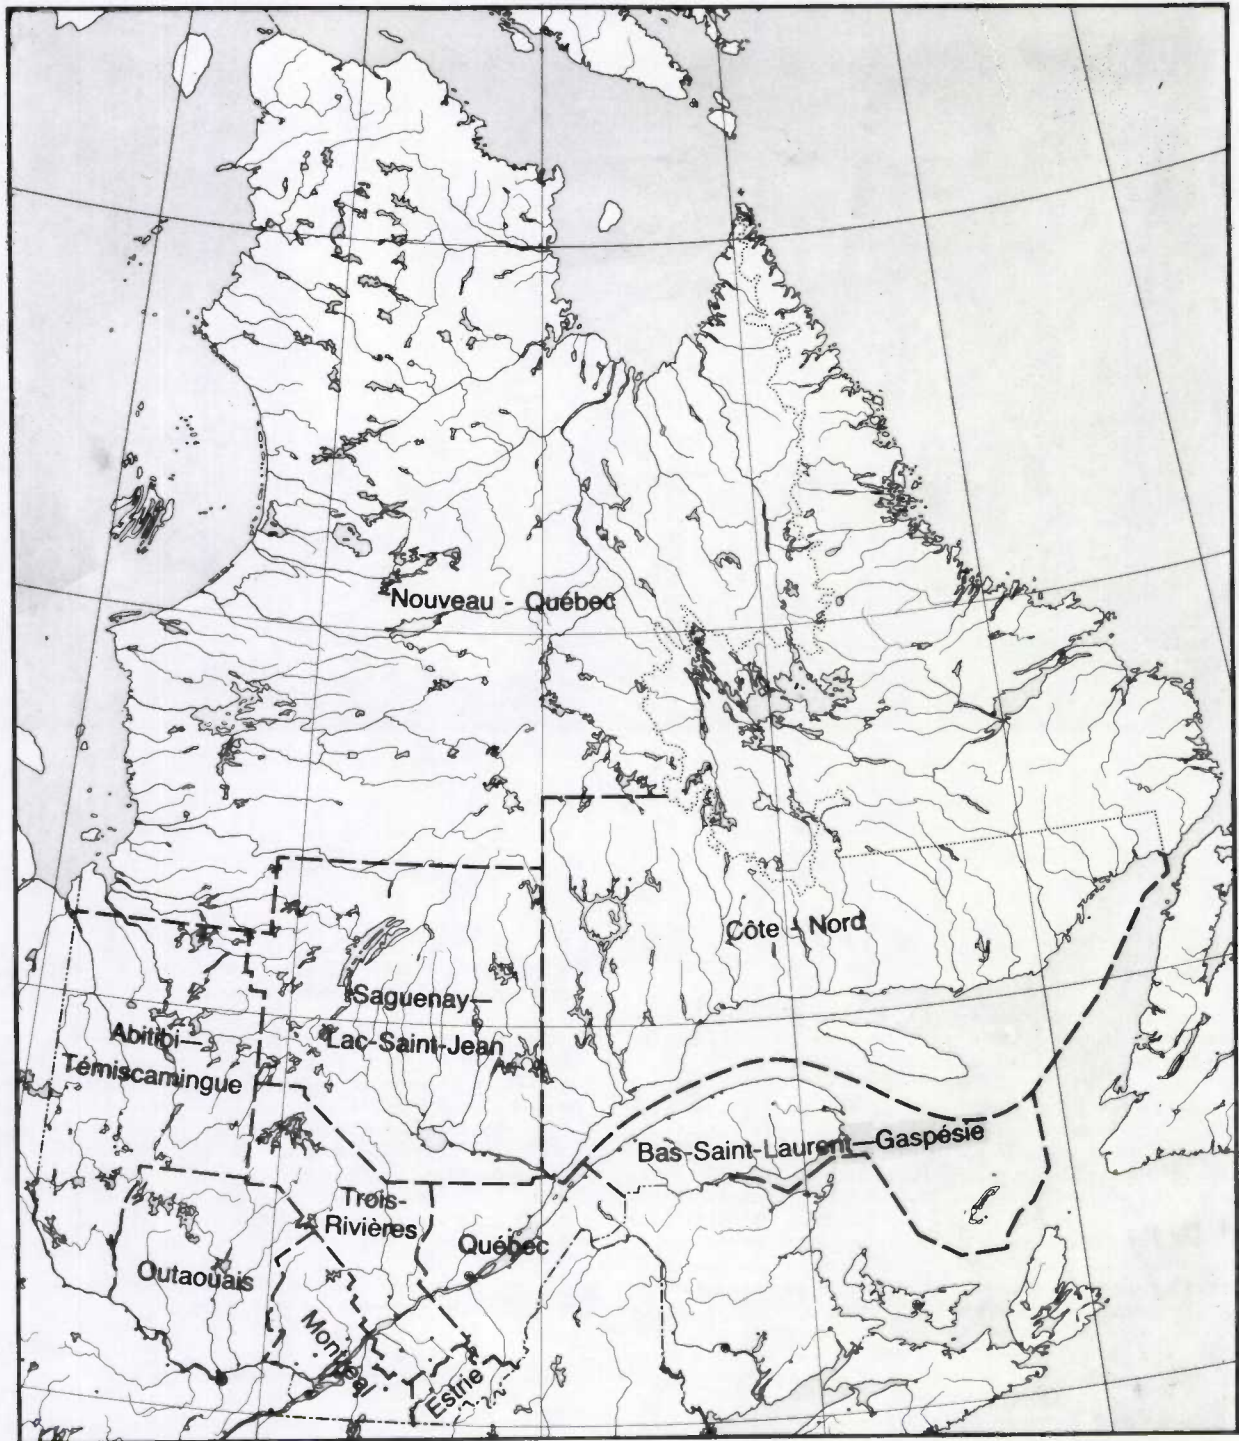 Nouveau - Québec
Côte - Nord
Saguenay—
Lac-Saint-Jean
Abitibi—
Témiscamingue
Bas-Saint-Laurent—Gaspésie
Trois-
Rivières
Québec
Outaouais
Montréal
Estrie